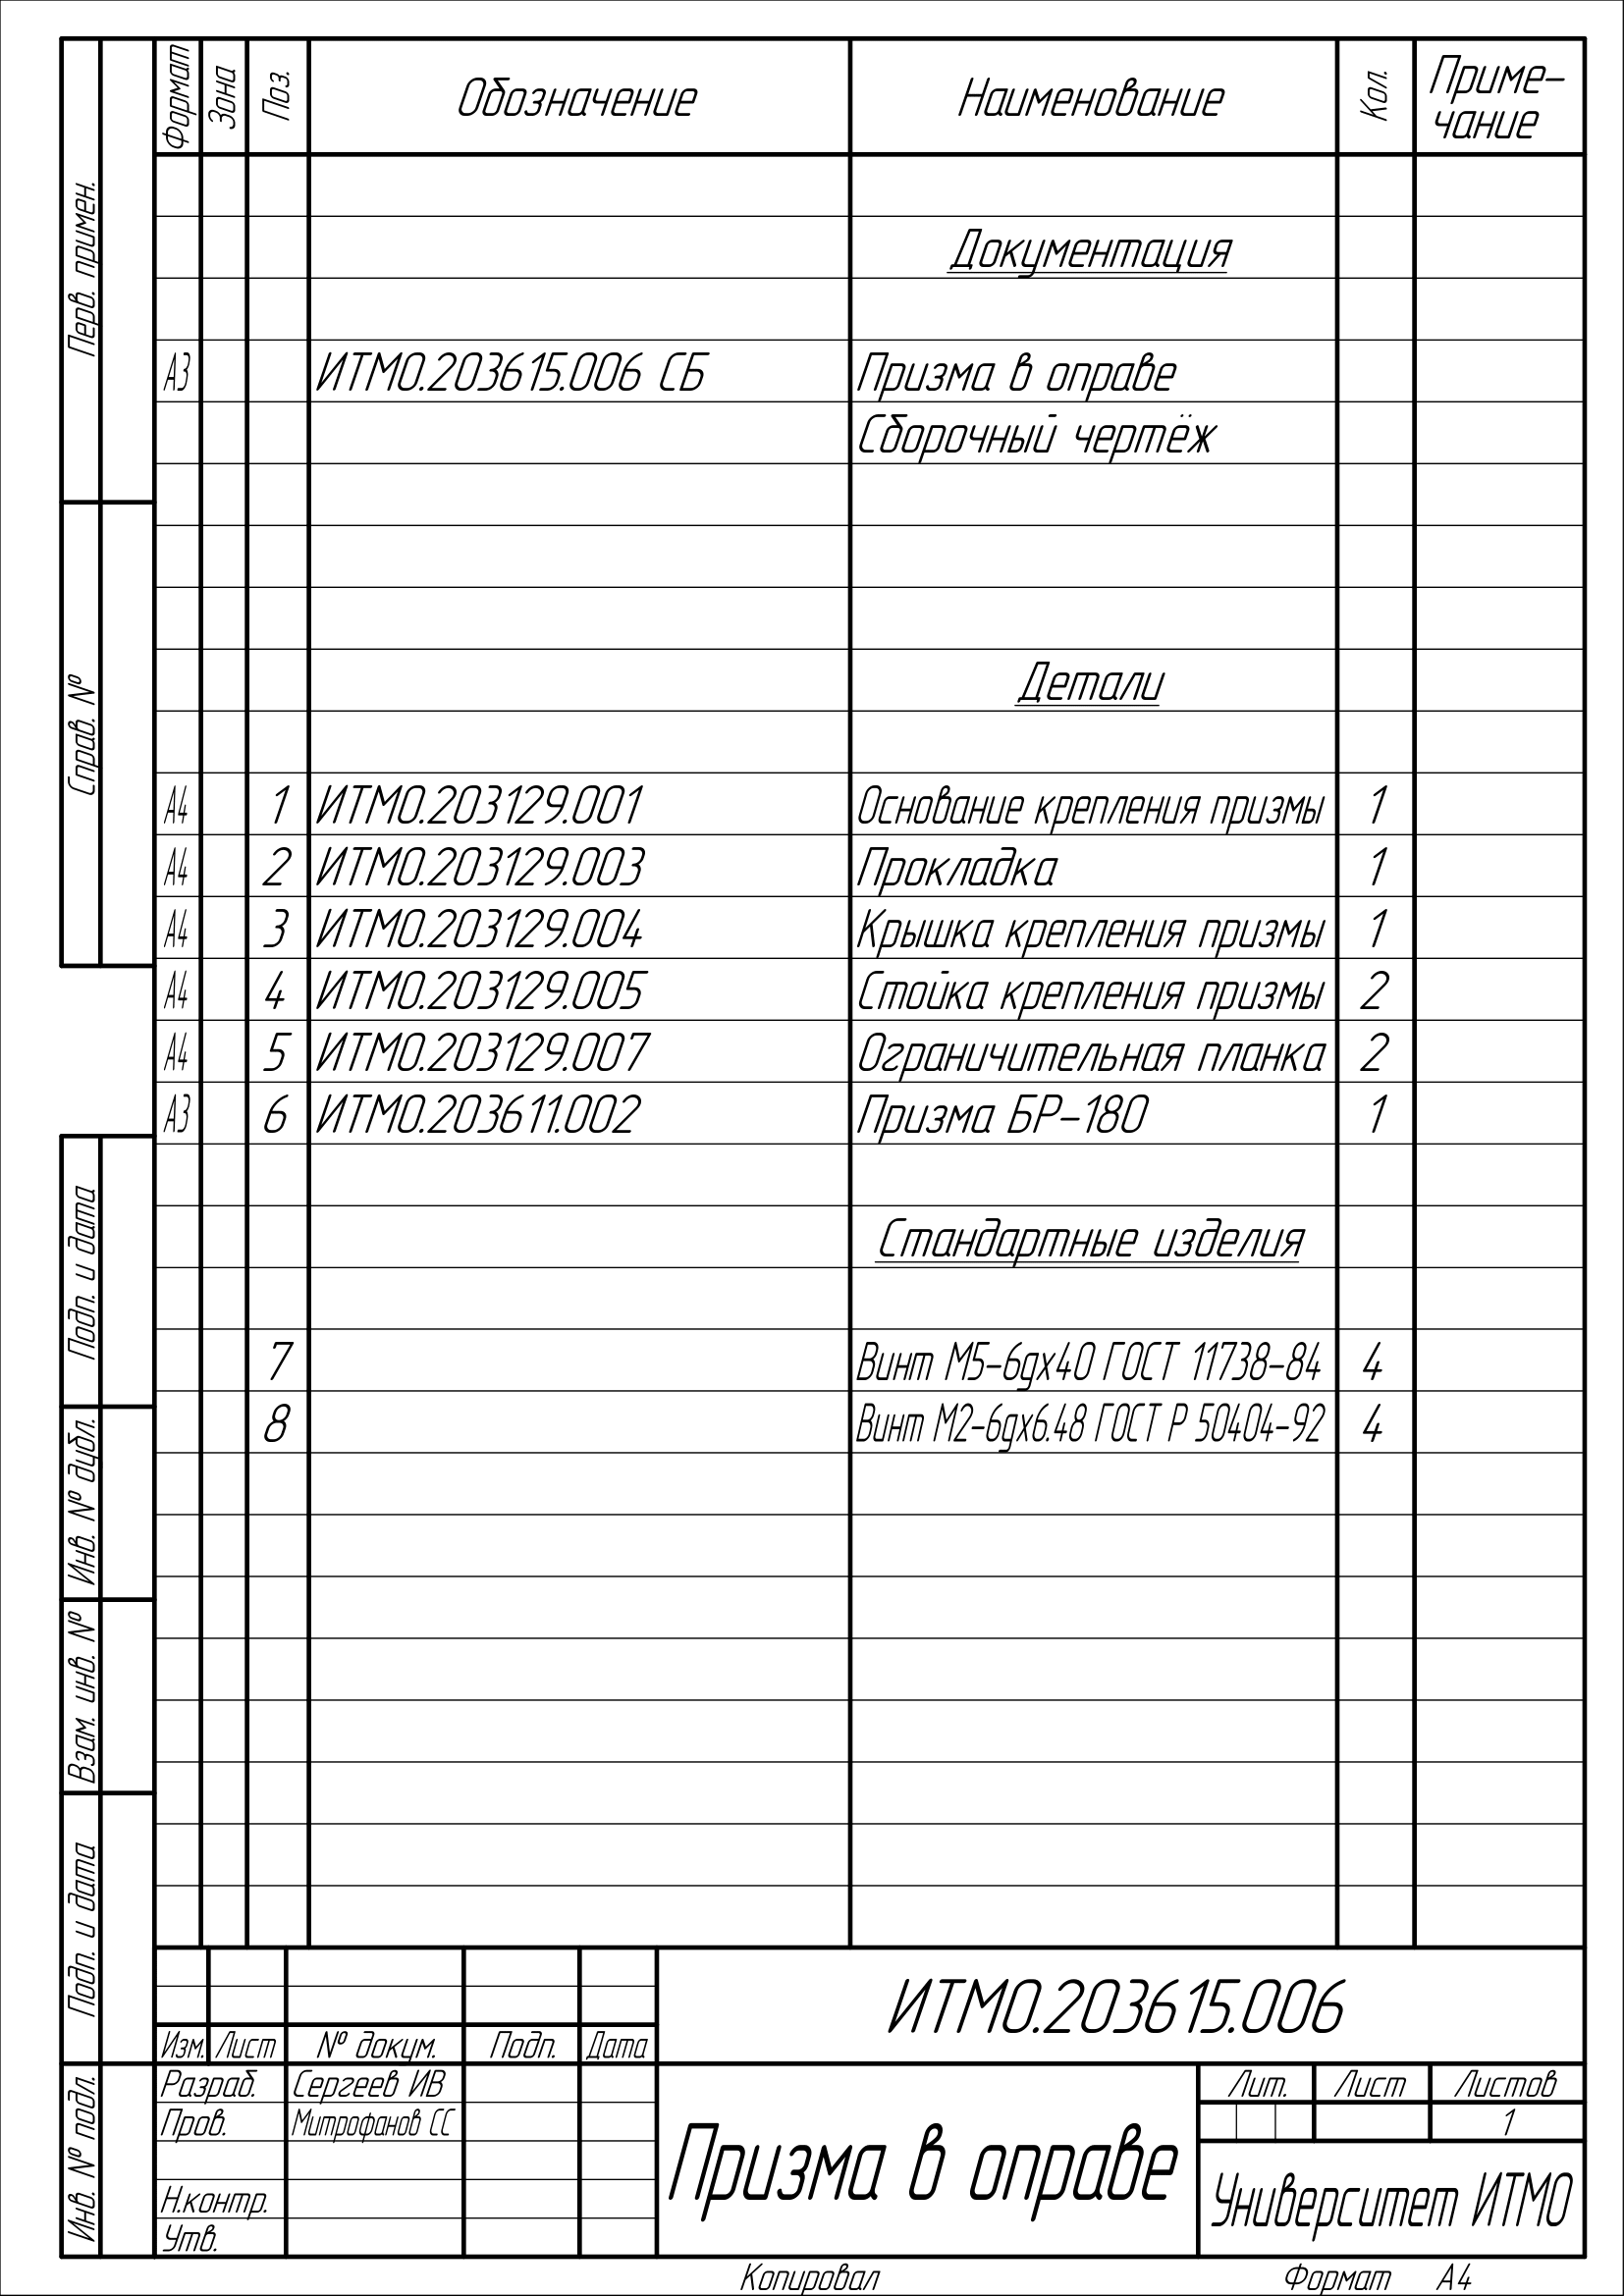 Формат Зона Поз. Обозначение Наименование Кол. Приме-
чание
Документация
А3 ИТМО.203615.006 СБ Призма в оправе
Сборочный чертёж
Детали
А4 1 ИТМО.203129.001 Основание крепления призмы 1
А4 2 ИТМО.203129.003 Прокладка 1
А4 3 ИТМО.203129.004 Крышка крепления призмы 1
А4 4 ИТМО.203129.005 Стойка крепления призмы 2
А4 5 ИТМО.203129.007 Ограничительная планка 2
А3 6 ИТМО.203611.002 Призма БР-180 1
Стандартные изделия
7 Винт М5-6gx40 ГОСТ 11738-84 4
8 Винт М2-6gx6.48 ГОСТ Р 50404-92 4
Перв. примен.
Справ. №
Подп. и дата
Инв. № дубл.
Взам. инв. №
Подп. и дата
Инв. № подл.
ИТМО.203615.006
Изм. Лист № докум. Подп. Дата
Разраб. Сергеев ИВ
Пров. Митрофанов СС
Н.контр.
Утв.
Призма в оправе
Лит. Лист Листов
1
Университет ИТМО
Копировал Формат А4